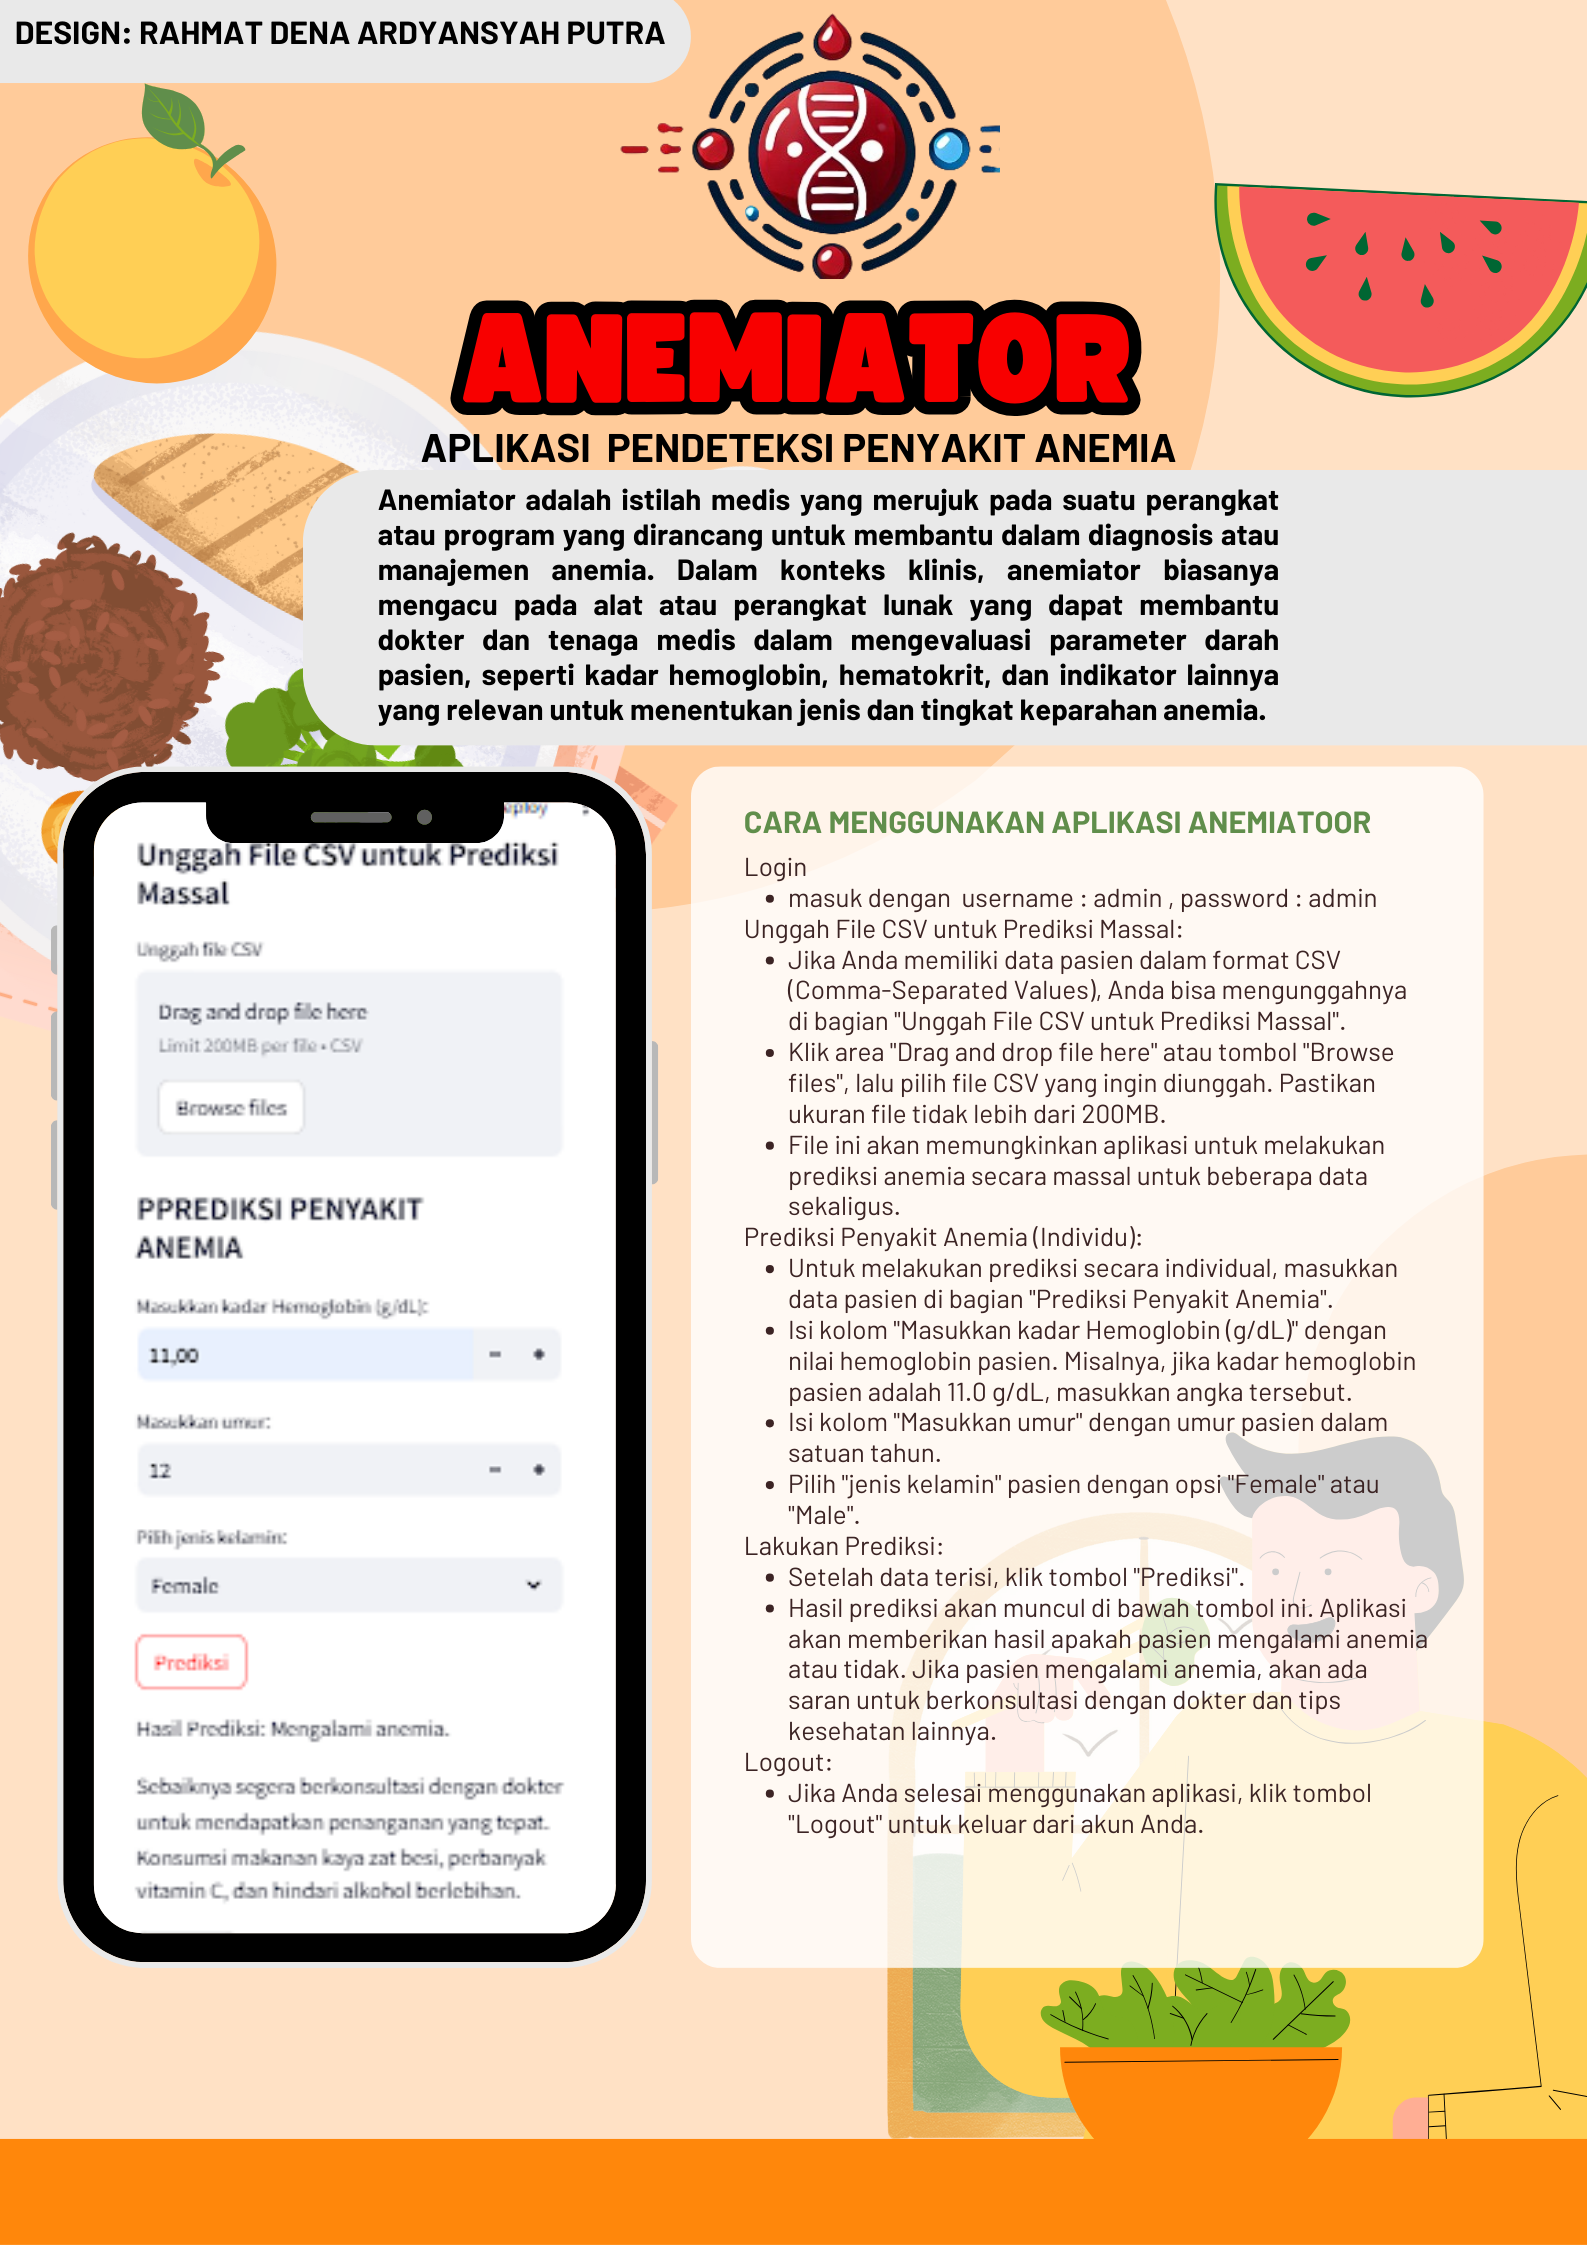 DESIGN: RAHMAT DENA ARDYANSYAH PUTRA
ANEMIATOR
APLIKASI PENDETEKSI PENYAKIT ANEMIA
Anemiator adalah istilah medis yang merujuk pada suatu perangkat
atau program yang dirancang untuk membantu dalam diagnosis atau
manajemen anemia. Dalam konteks klinis, anemiator biasanya
mengacu pada alat atau perangkat lunak yang dapat membantu
dokter dan tenaga medis dalam mengevaluasi parameter darah
pasien, seperti kadar hemoglobin, hematokrit, dan indikator lainnya
yang relevan untuk menentukan jenis dan tingkat keparahan anemia.
Unggah File CSV untuk Prediksi
Massal
Unggah file CSV
Drag and drop file here
Limit 200MB per file • CSV
Browse files
PPREDIKSI PENYAKIT
ANEMIA
Masukkan kadar Hemoglobin (g/dL):
11,00
Masukkan umur:
12
Pilih jenis kelamin:
Female
Prediksi
Hasil Prediksi: Mengalami anemia.
Sebaiknya segera berkonsultasi dengan dokter
untuk mendapatkan penanganan yang tepat.
Konsumsi makanan kaya zat besi, perbanyak
vitamin C, dan hindari alkohol berlebihan.
CARA MENGGUNAKAN APLIKASI ANEMIATOOR
Login
• masuk dengan username : admin , password : admin
Unggah File CSV untuk Prediksi Massal:
• Jika Anda memiliki data pasien dalam format CSV
(Comma-Separated Values), Anda bisa mengunggahnya
di bagian "Unggah File CSV untuk Prediksi Massal".
• Klik area "Drag and drop file here" atau tombol "Browse
files", lalu pilih file CSV yang ingin diunggah. Pastikan
ukuran file tidak lebih dari 200MB.
• File ini akan memungkinkan aplikasi untuk melakukan
prediksi anemia secara massal untuk beberapa data
sekaligus.
Prediksi Penyakit Anemia (Individu):
• Untuk melakukan prediksi secara individual, masukkan
data pasien di bagian "Prediksi Penyakit Anemia".
• Isi kolom "Masukkan kadar Hemoglobin (g/dL)" dengan
nilai hemoglobin pasien. Misalnya, jika kadar hemoglobin
pasien adalah 11.0 g/dL, masukkan angka tersebut.
• Isi kolom "Masukkan umur" dengan umur pasien dalam
satuan tahun.
• Pilih "jenis kelamin" pasien dengan opsi "Female" atau
"Male".
Lakukan Prediksi:
• Setelah data terisi, klik tombol "Prediksi".
• Hasil prediksi akan muncul di bawah tombol ini. Aplikasi
akan memberikan hasil apakah pasien mengalami anemia
atau tidak. Jika pasien mengalami anemia, akan ada
saran untuk berkonsultasi dengan dokter dan tips
kesehatan lainnya.
Logout:
• Jika Anda selesai menggunakan aplikasi, klik tombol
"Logout" untuk keluar dari akun Anda.